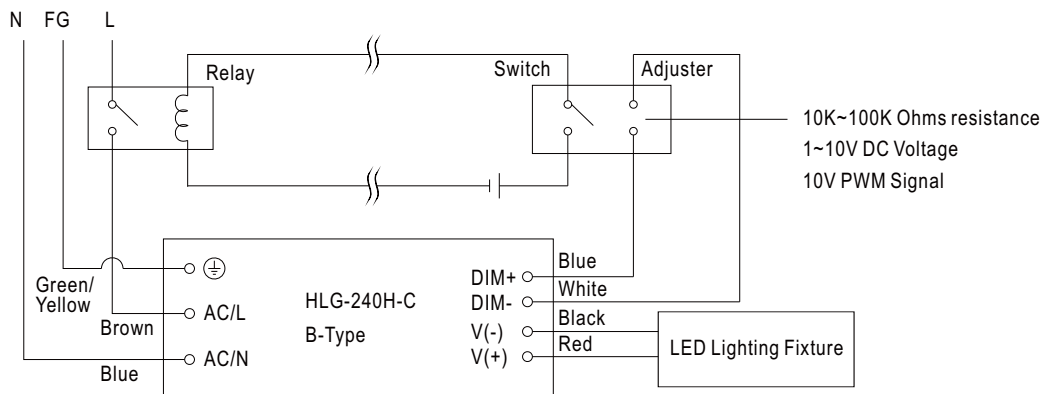 N FG L
Relay
Switch
Adjuster
10K~100K Ohms resistance
1~10V DC Voltage
10V PWM Signal
Green/
Yellow
Brown
Blue
AC/L
AC/N
HLG-240H-C
B-Type
DIM+
DIM-
V(-)
V(+)
Blue
White
Black
Red
LED Lighting Fixture